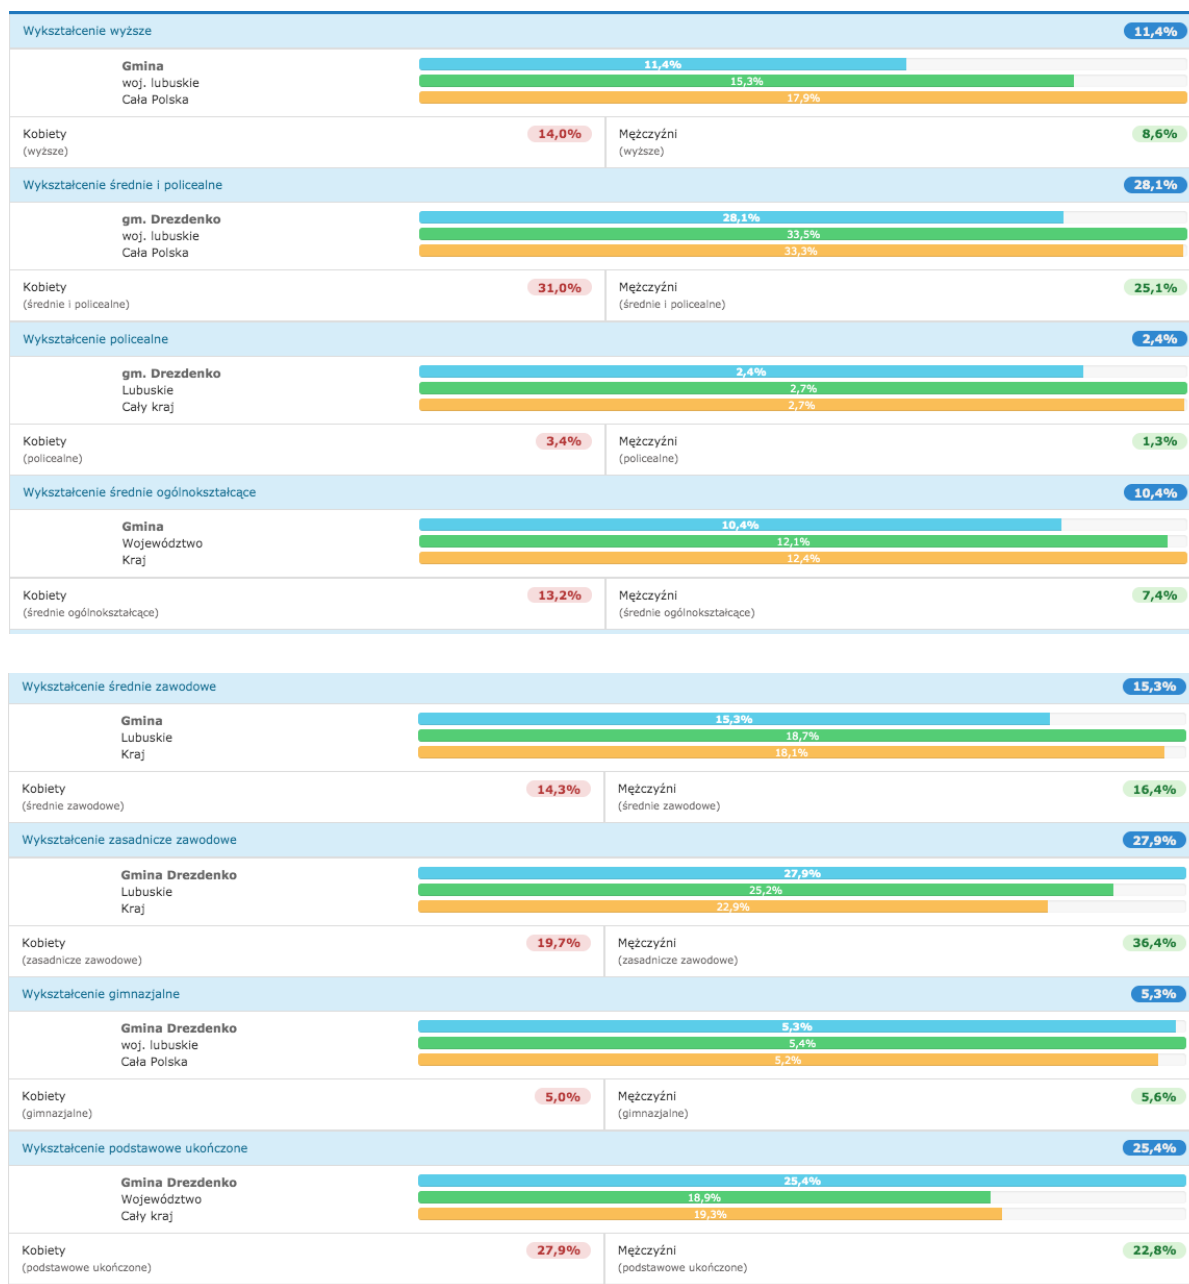 Wykształcenie wyższe 11,4%
Gmina 11,4%
woj. lubuskie 15,3%
Cała Polska 17,9%
Kobiety 14,0% Mężczyźni 8,6%
(wyższe) (wyższe)
Wykształcenie średnie i policealne 28,1%
gm. Drezdenko 28,1%
woj. lubuskie 33,5%
Cała Polska 33,3%
Kobiety 31,0% Mężczyźni 25,1%
(średnie i policealne) (średnie i policealne)
Wykształcenie policealne 2,4%
gm. Drezdenko 2,4%
Lubuskie 2,7%
Cały kraj 2,7%
Kobiety 3,4% Mężczyźni 1,3%
(policealne) (policealne)
Wykształcenie średnie ogólnokształcące 10,4%
Gmina 10,4%
Województwo 12,1%
Kraj 12,4%
Kobiety 13,2% Mężczyźni 7,4%
(średnie ogólnokształcące) (średnie ogólnokształcące)
Wykształcenie średnie zawodowe 15,3%
Gmina 15,3%
Lubuskie 18,7%
Kraj 18,1%
Kobiety 14,3% Mężczyźni 16,4%
(średnie zawodowe) (średnie zawodowe)
Wykształcenie zasadnicze zawodowe 27,9%
Gmina Drezdenko 27,9%
Lubuskie 25,2%
Kraj 22,9%
Kobiety 19,7% Mężczyźni 36,4%
(zasadnicze zawodowe) (zasadnicze zawodowe)
Wykształcenie gimnazjalne 5,3%
Gmina Drezdenko 5,3%
woj. lubuskie 5,4%
Cała Polska 5,2%
Kobiety 5,0% Mężczyźni 5,6%
(gimnazjalne) (gimnazjalne)
Wykształcenie podstawowe ukończone 25,4%
Gmina Drezdenko 25,4%
Województwo 18,9%
Cały kraj 19,3%
Kobiety 27,9% Mężczyźni 22,8%
(podstawowe ukończone) (podstawowe ukończone)